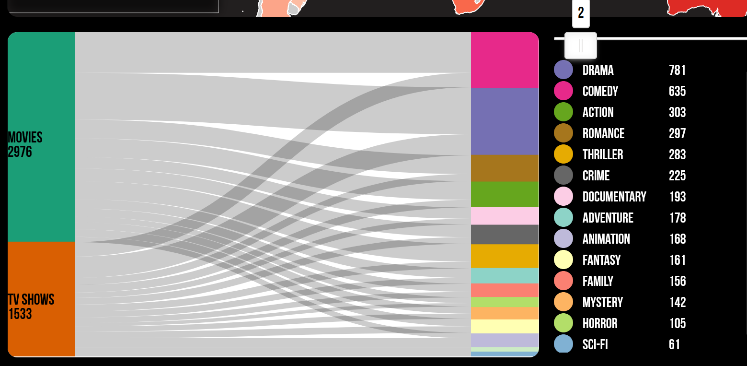 2
MOVIES
2976
TV SHOWS
1533
DRAMA 781
COMEDY 635
ACTION 303
ROMANCE 297
THRILLER 283
CRIME 225
DOCUMENTARY 193
ADVENTURE 178
ANIMATION 168
FANTASY 161
FAMILY 156
MYSTERY 142
HORROR 105
SCI-FI 61